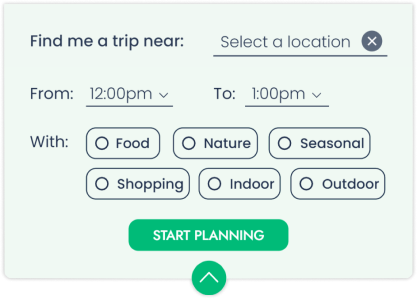 Find me a trip near: Select a location
From: 12:00pm To: 1:00pm
With: Food Nature Seasonal
Shopping Indoor Outdoor
START PLANNING